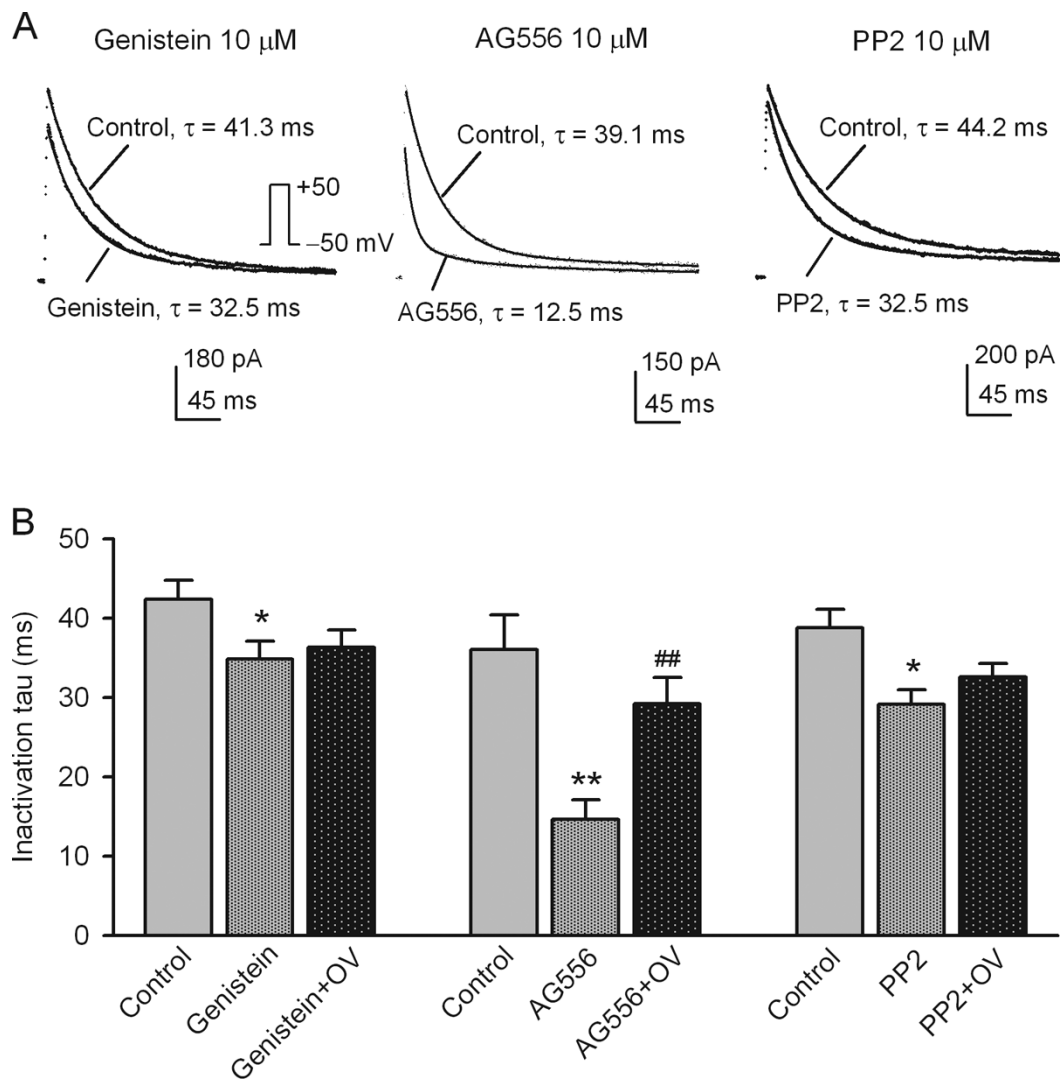 A
Genistein 10 μM
AG556 10 μM
PP2 10 μM
Control, τ = 41.3 ms
Control, τ = 39.1 ms
Control, τ = 44.2 ms
+50
−50 mV
Genistein, τ = 32.5 ms
AG556, τ = 12.5 ms
PP2, τ = 32.5 ms
180 pA
45 ms
150 pA
45 ms
200 pA
45 ms
B
Inactivation tau (ms)
50
40
30
20
10
0
*
**
##
*
Control
Genistein
Genistein+OV
Control
AG556
AG556+OV
Control
PP2
PP2+OV